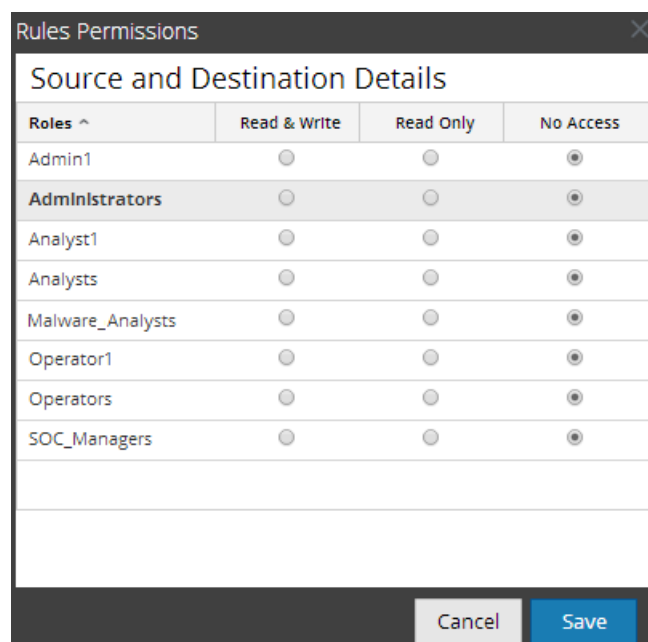 Rules Permissions
Source and Destination Details
Roles Read & Write Read Only No Access
Admin1
Administrators
Analyst1
Analysts
Malware_Analysts
Operator1
Operators
SOC_Managers
Cancel Save